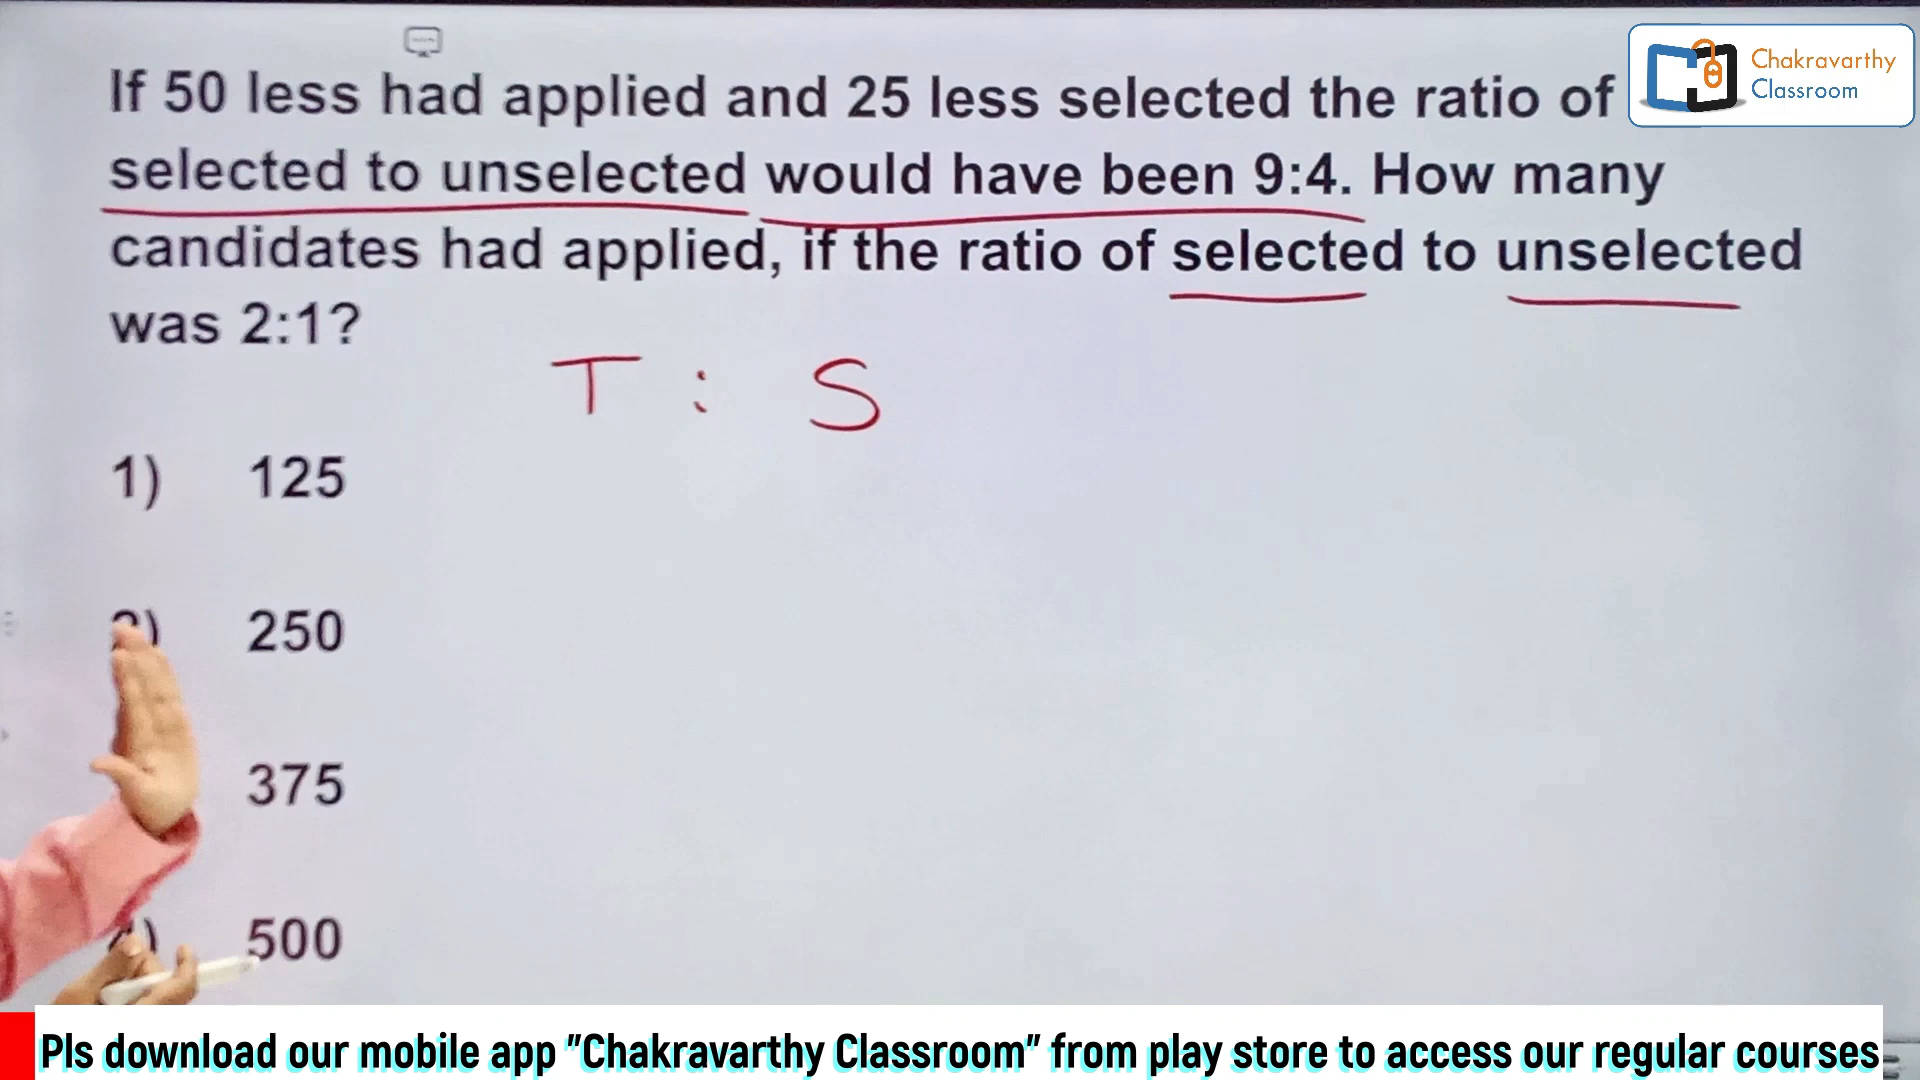 If 50 less had applied and 25 less selected the ratio of
selected to unselected would have been 9:4. How many
candidates had applied, if the ratio of selected to unselected
was 2:1?
T : S
1) 125
250
375
500
Chakravarthy
Classroom
Pls download our mobile app "Chakravarthy Classroom" from play store to access our regular courses